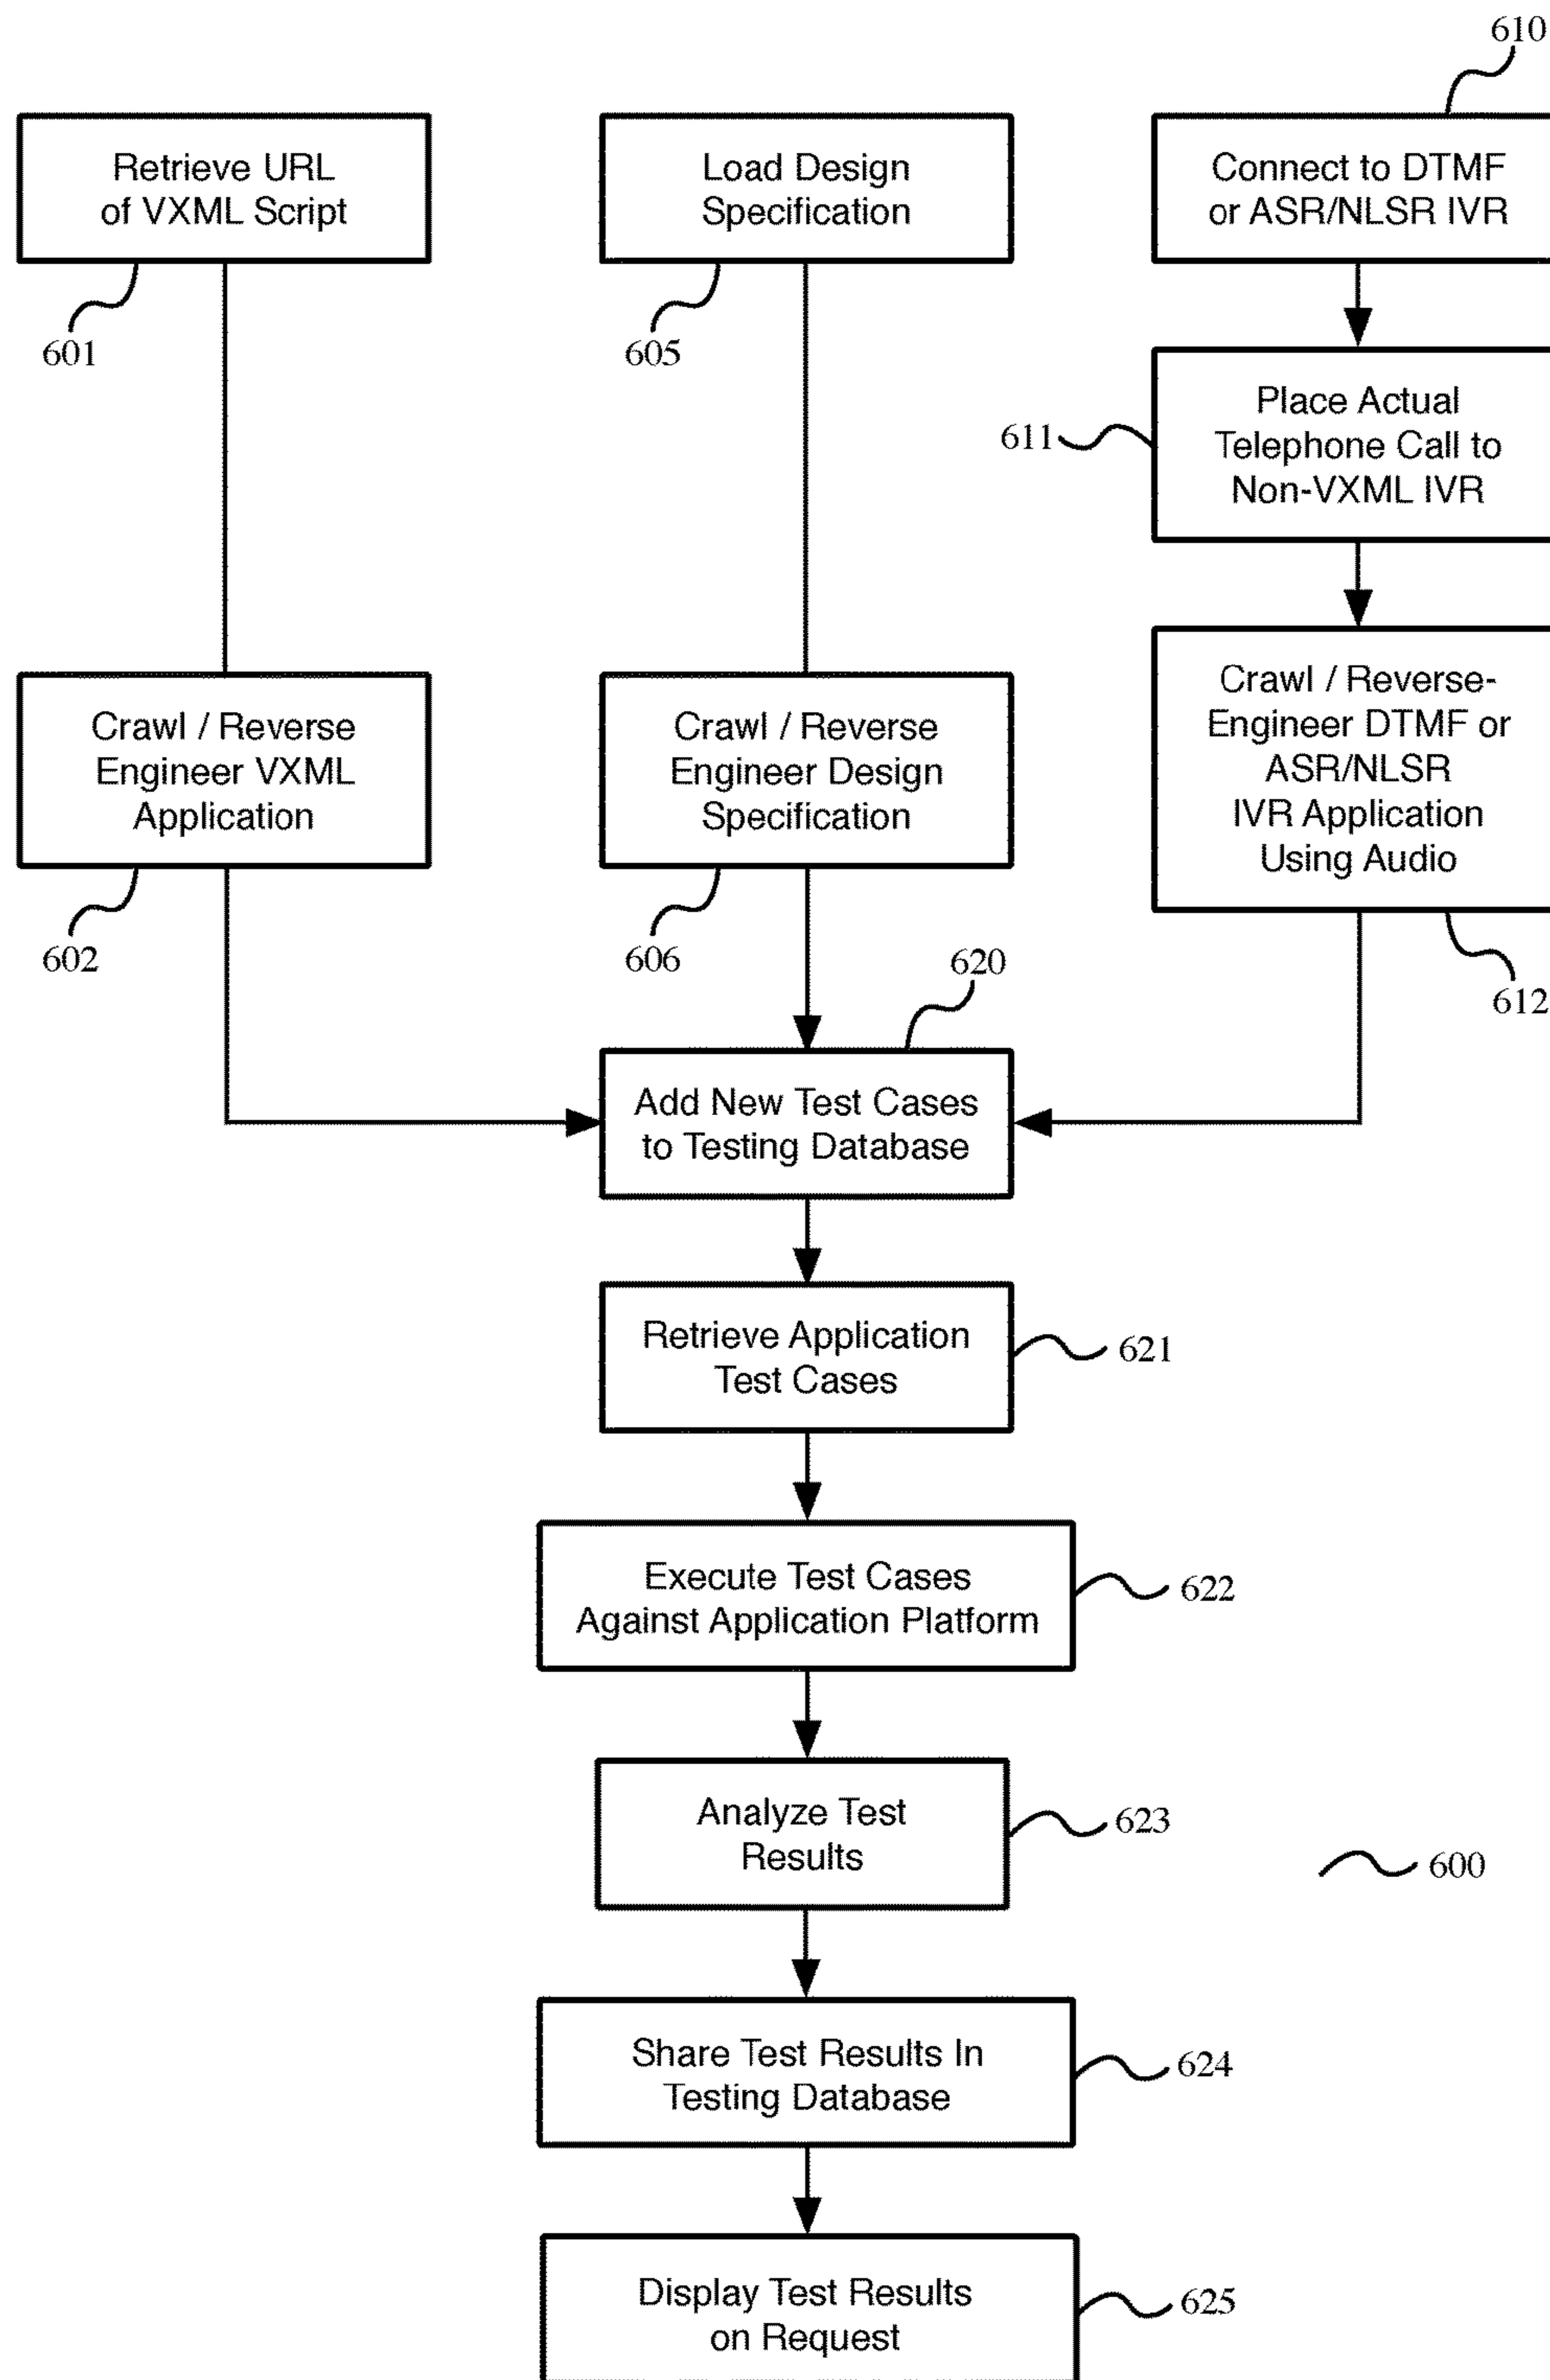 610
Retrieve URL
of VXML Script
601
Load Design
Specification
605
Connect to DTMF
or ASR/NLSR IVR
Place Actual
Telephone Call to
Non-VXML IVR
611
Crawl / Reverse
Engineer VXML
Application
602
Crawl / Reverse
Engineer Design
Specification
606
Crawl / Reverse-
Engineer DTMF or
ASR/NLSR
IVR Application
Using Audio
612
620
Add New Test Cases
to Testing Database
Retrieve Application
Test Cases
621
Execute Test Cases
Against Application Platform
622
Analyze Test
Results
623
600
Share Test Results In
Testing Database
624
Display Test Results
on Request
625